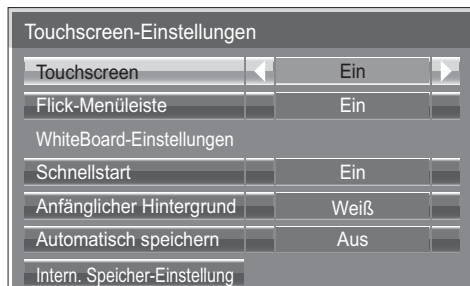 Touchscreen-Einstellungen
Touchscreen Ein
Flick-Menüleiste Ein
WhiteBoard-Einstellungen
Schnellstart Ein
Anfänglicher Hintergrund Weiß
Automatisch speichern Aus
Intern. Speicher-Einstellung